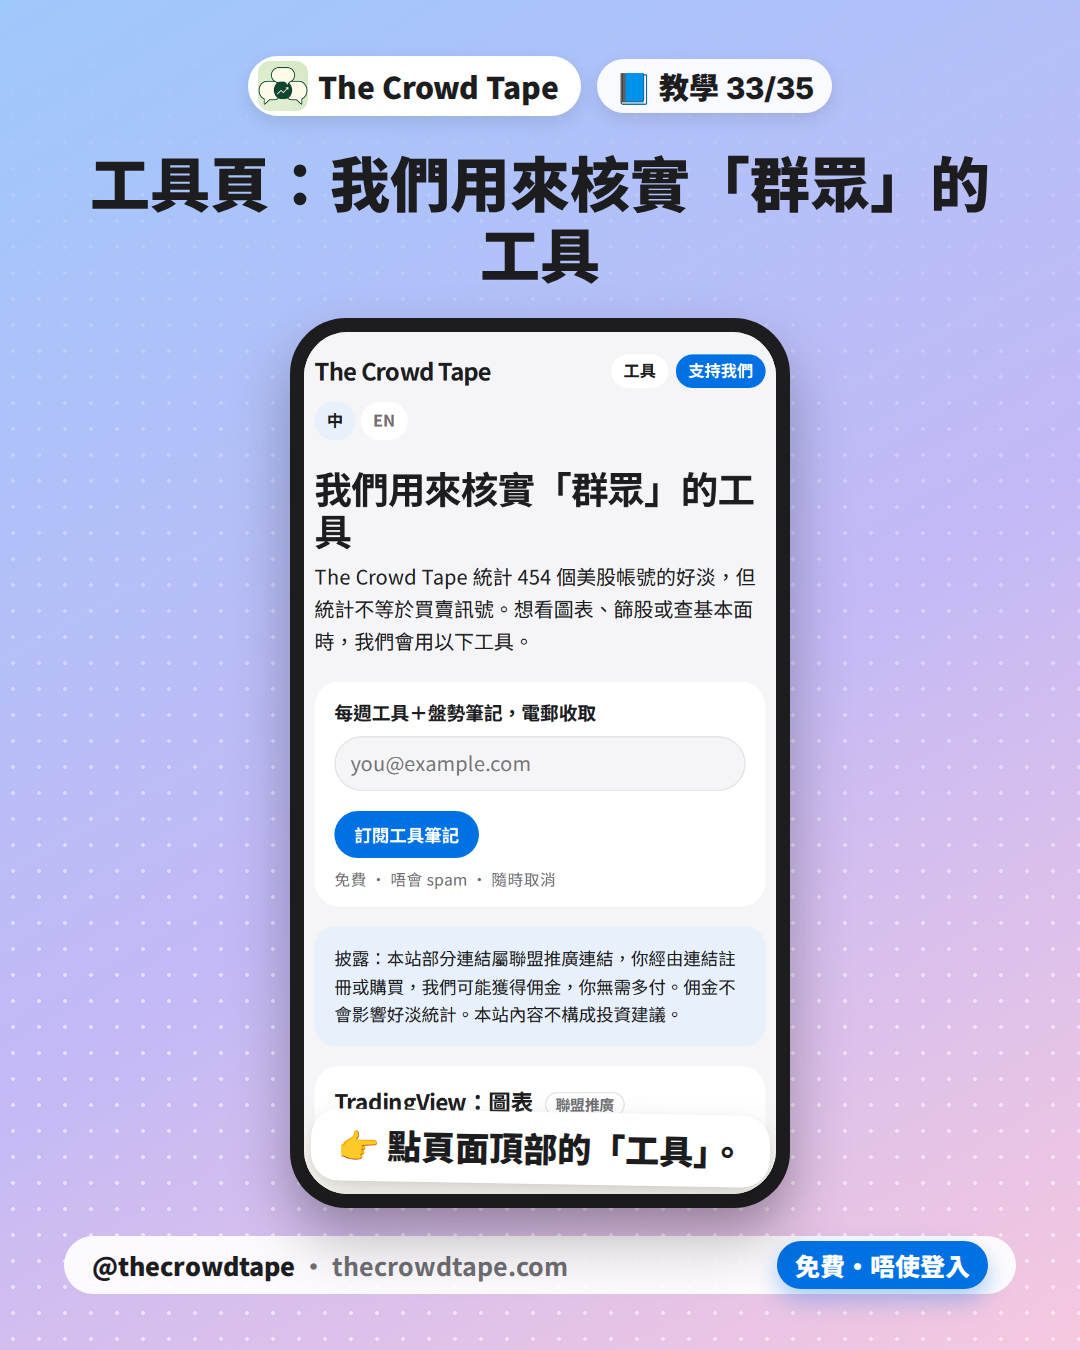 The Crowd Tape
📘 教學 33/35
工具頁：我們用來核實「群眾」的
工具
The Crowd Tape
工具
支持我們
中
EN
我們用來核實「群眾」的工
具
The Crowd Tape 統計 454 個美股帳號的好淡，但
統計不等於買賣訊號。想看圖表、篩股或查基本面
時，我們會用以下工具。
每週工具＋盤勢筆記，電郵收取
you@example.com
訂閱工具筆記
免費 · 唔會 spam · 隨時取消
披露：本站部分連結屬聯盟推廣連結，你經由連結註
冊或購買，我們可能獲得佣金，你無需多付。佣金不
會影響好淡統計。本站內容不構成投資建議。
TradingView：圖表
聯盟推廣
👉 點頁面頂部的「工具」。
@thecrowdtape · thecrowdtape.com
免費・唔使登入